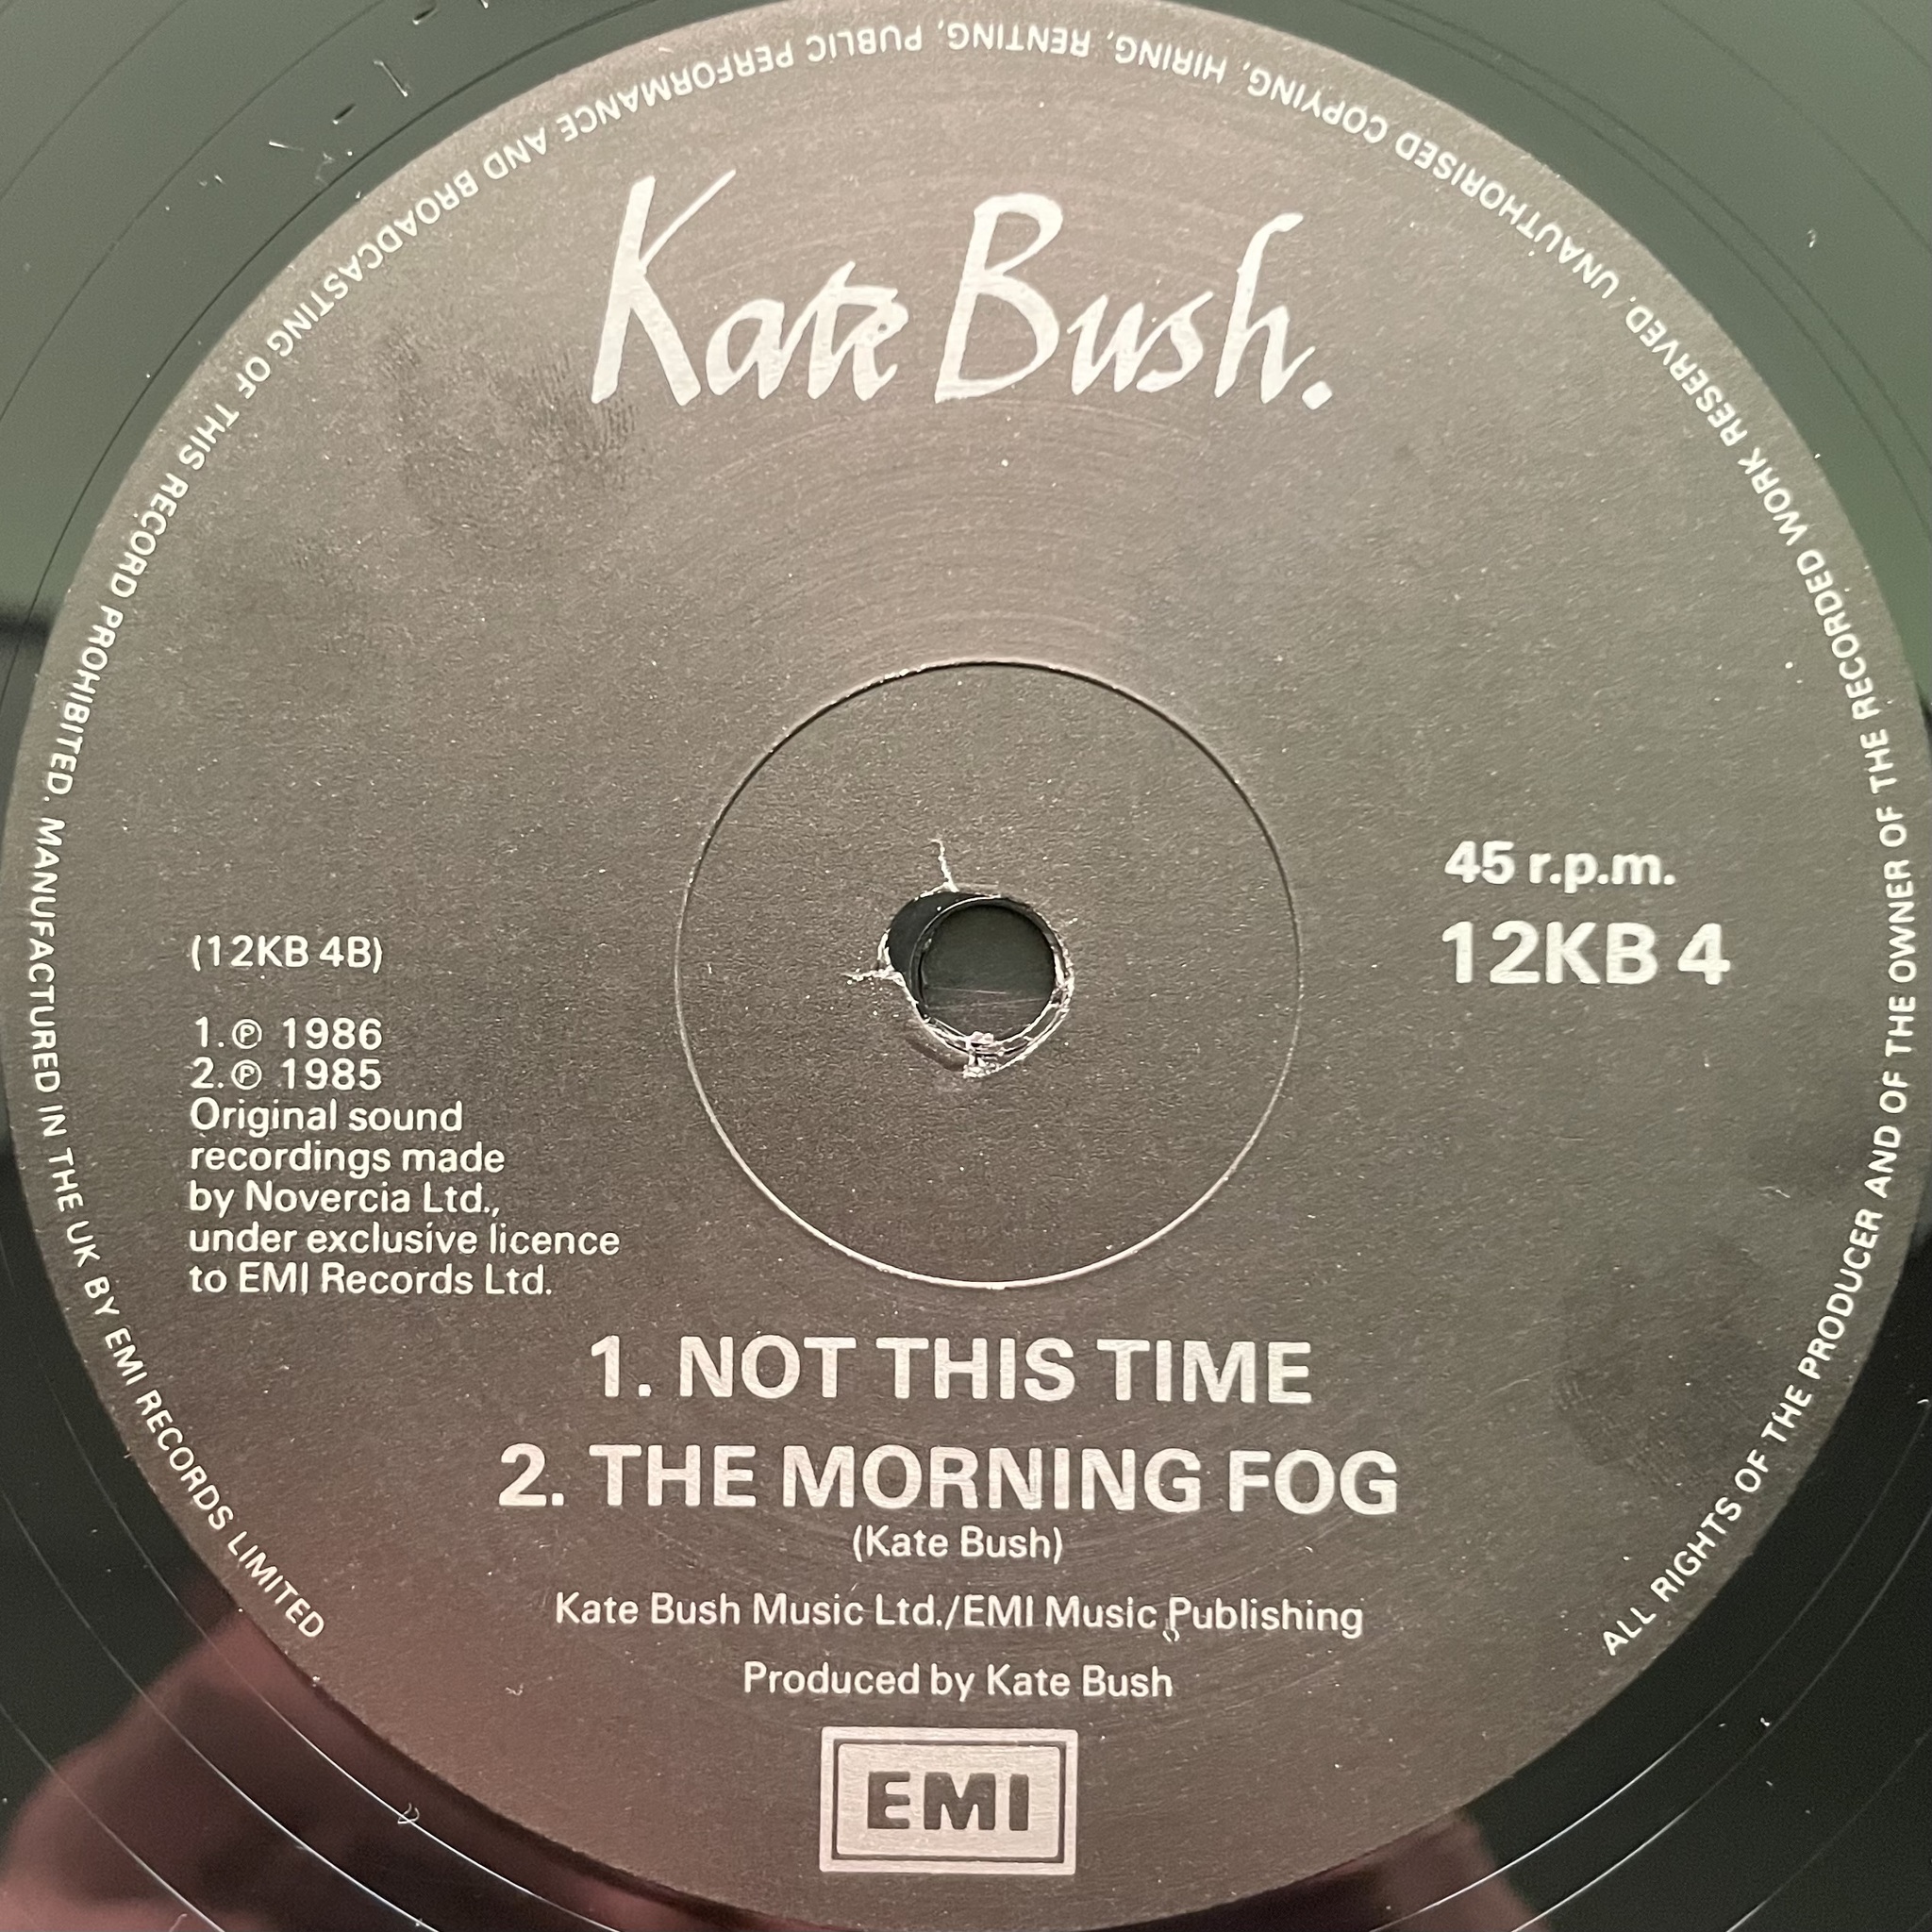 Kate Bush.
45 r.p.m.
12KB 4
(12KB 4B)
1.℗ 1986
2.℗ 1985
Original sound
recordings made
by Novercia Ltd.,
under exclusive licence
to EMI Records Ltd.
1. NOT THIS TIME
2. THE MORNING FOG
(Kate Bush)
Kate Bush Music Ltd./EMI Music Publishing
Produced by Kate Bush
EMI
ALL RIGHTS OF THE PRODUCER AND OF THE OWNER OF THE RECORDED WORK RESERVED. UNAUTHORISED COPYING, HIRING, RENTING, PUBLIC PERFORMANCE AND BROADCASTING OF THIS RECORD PROHIBITED. MANUFACTURED IN THE UK BY EMI RECORDS LIMITED